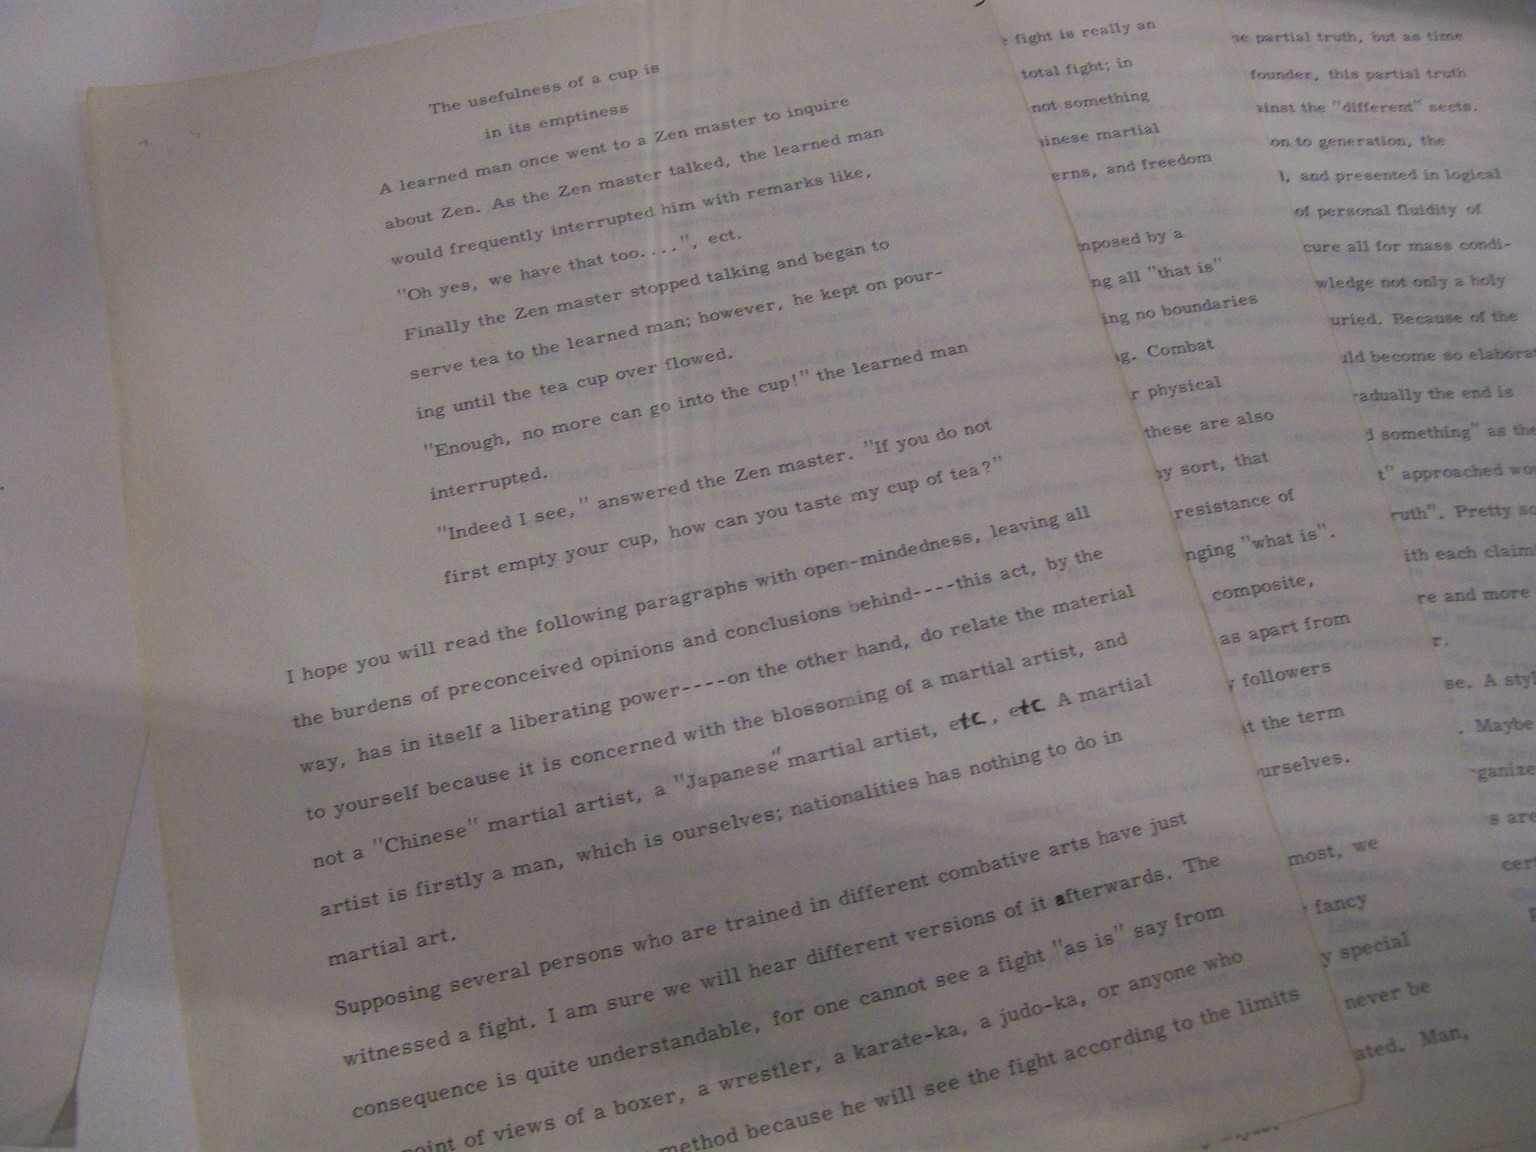 The usefulness of a cup is
in its emptiness
A learned man once went to a Zen master to inquire
about Zen. As the Zen master talked, the learned man
would frequently interrupted him with remarks like,
"Oh yes, we have that too....", ect.
Finally the Zen master stopped talking and began to
serve tea to the learned man; however, he kept on pour-
ing until the tea cup over flowed.
"Enough, no more can go into the cup!" the learned man
interrupted.
"Indeed I see," answered the Zen master. "If you do not
first empty your cup, how can you taste my cup of tea?"
I hope you will read the following paragraphs with open-mindedness, leaving all
the burdens of preconceived opinions and conclusions behind----this act, by the
way, has in itself a liberating power----on the other hand, do relate the material
to yourself because it is concerned with the blossoming of a martial artist, and
not a "Chinese" martial artist, a "Japanese" martial artist, etc, etc A martial
artist is firstly a man, which is ourselves; nationalities has nothing to do in
martial art.
Supposing several persons who are trained in different combative arts have just
witnessed a fight. I am sure we will hear different versions of it afterwards. The
consequence is quite understandable, for one cannot see a fight "as is" say from
point of views of a boxer, a wrestler, a karate-ka, a judo-ka, or anyone who
method because he will see the fight according to the limits
fight is really an
total fight; in
not something
inese martial
erns, and freedom
mposed by a
ng all "that is"
ing no boundaries
g. Combat
r physical
these are also
y sort, that
resistance of
nging "what is".
composite,
as apart from
y followers
at the term
urselves.
most, we
fancy
y special
never be
ated. Man,
se partial truth, but as time
founder, this partial truth
ainst the "different" sects.
on to generation, the
l, and presented in logical
of personal fluidity of
cure all for mass condi-
wledge not only a holy
uried. Because of the
uld become so elaborat
radually the end is
d something" as the
t" approached wo
ruth". Pretty so
ith each claim
re and more
r.
se. A styl
. Maybe
rganize
s are
cer